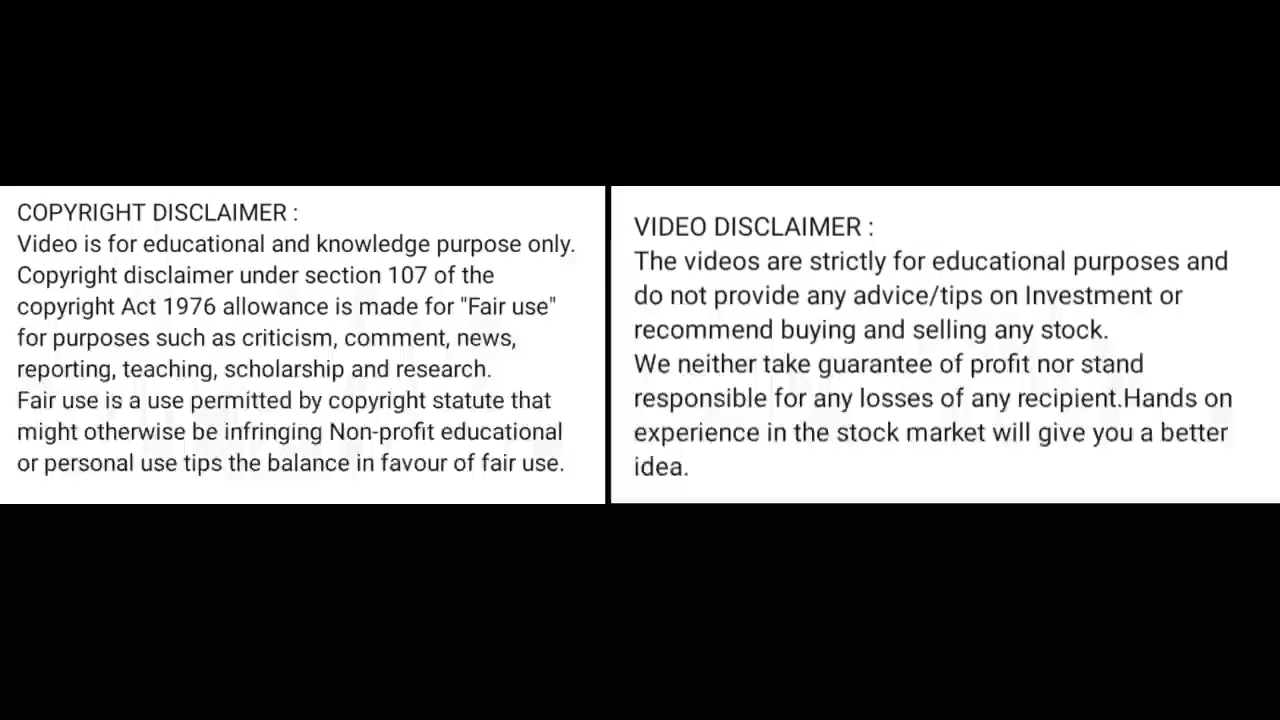 COPYRIGHT DISCLAIMER :
Video is for educational and knowledge purpose only.
Copyright disclaimer under section 107 of the
copyright Act 1976 allowance is made for "Fair use"
for purposes such as criticism, comment, news,
reporting, teaching, scholarship and research.
Fair use is a use permitted by copyright statute that
might otherwise be infringing Non-profit educational
or personal use tips the balance in favour of fair use.
VIDEO DISCLAIMER :
The videos are strictly for educational purposes and
do not provide any advice/tips on Investment or
recommend buying and selling any stock.
We neither take guarantee of profit nor stand
responsible for any losses of any recipient.Hands on
experience in the stock market will give you a better
idea.